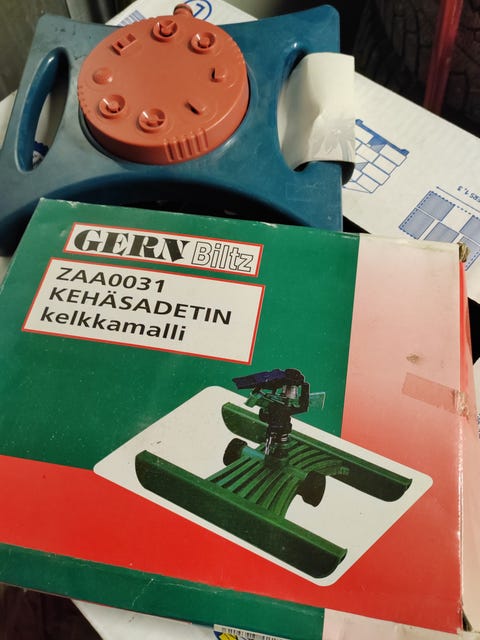 GERN Biltz
ZAA0031
KEHÄSADETIN
kelkkamalli